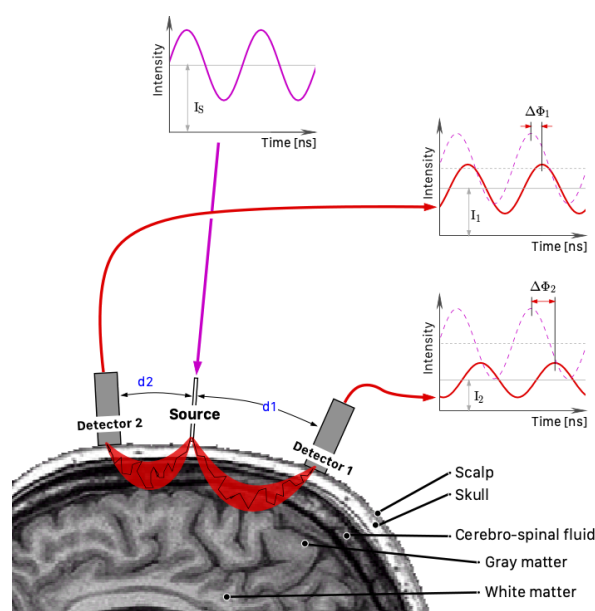 Intensity
I_S
Time [ns]
Intensity
ΔΦ₁
I₁
Time [ns]
Intensity
ΔΦ₂
I₂
Time [ns]
d2
Source
d1
Detector 2
Detector 1
Scalp
Skull
Cerebro-spinal fluid
Gray matter
White matter